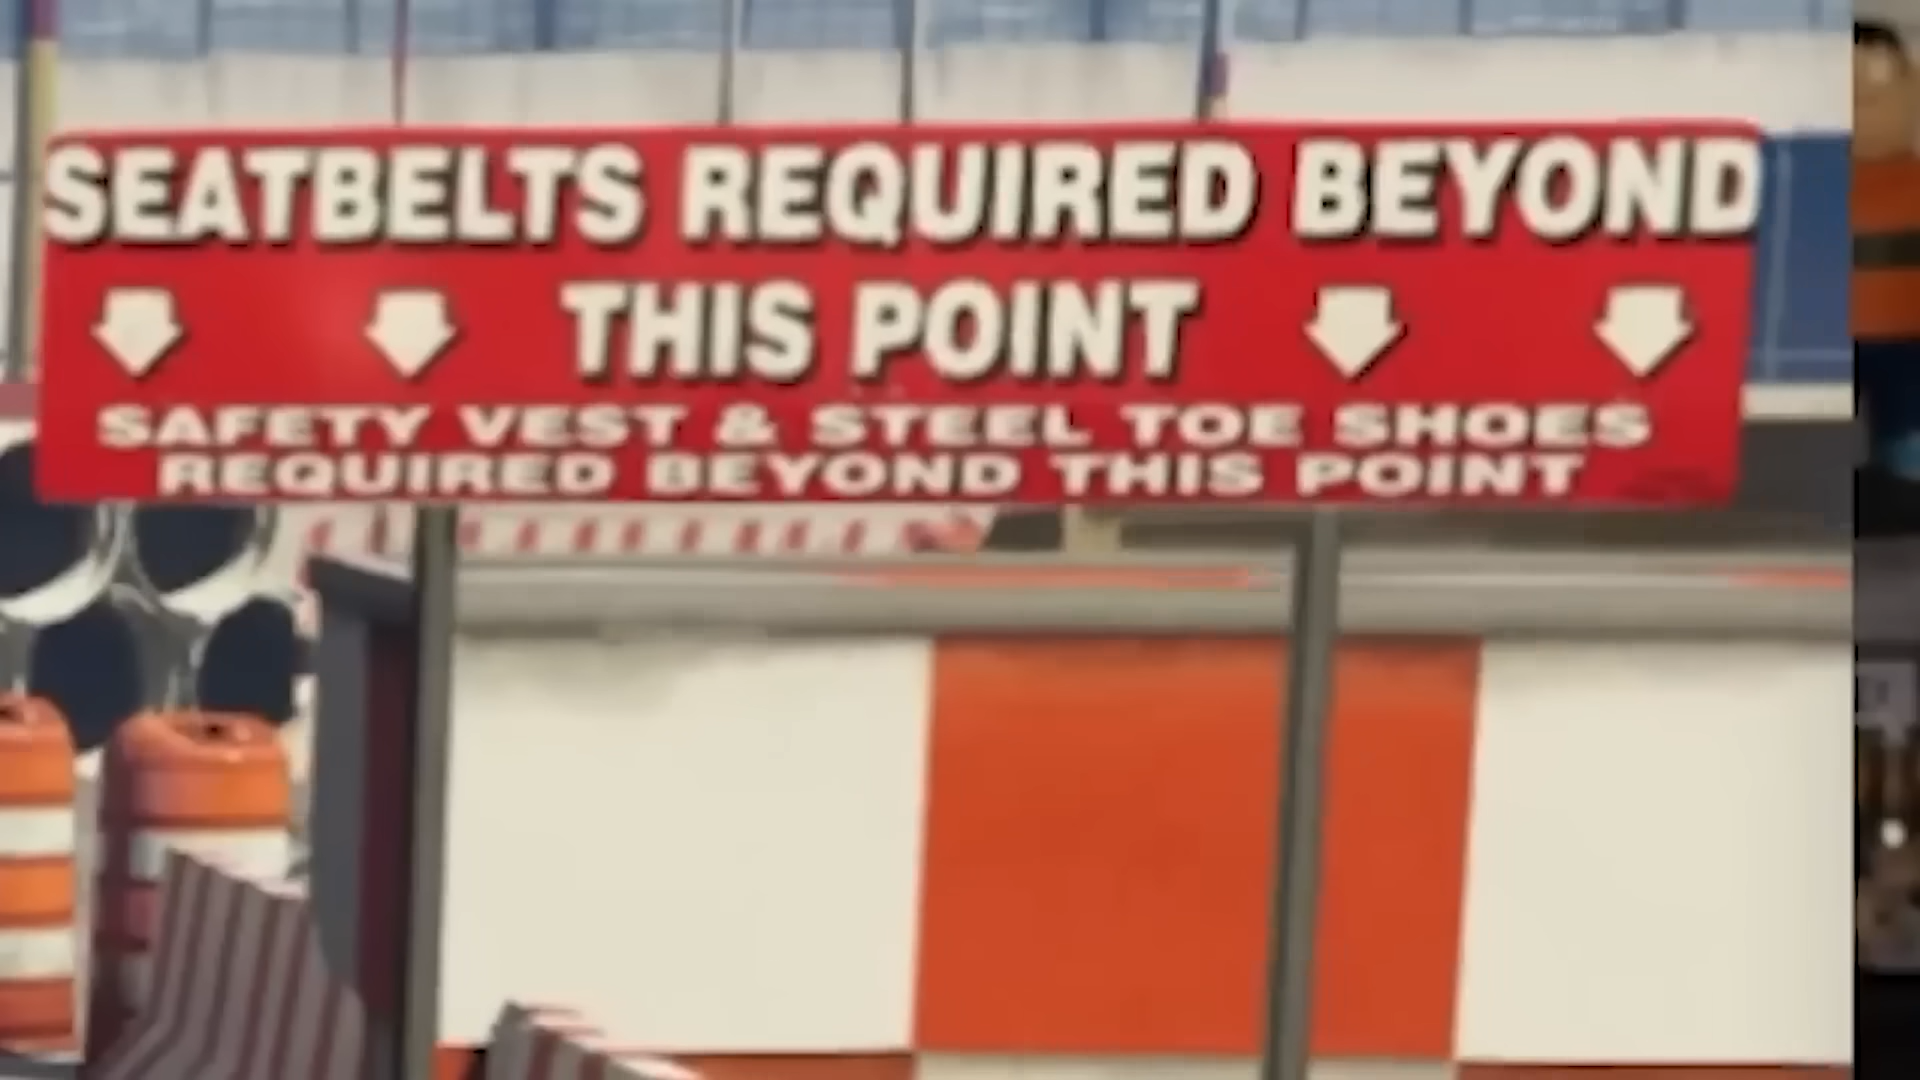 SEATBELTS REQUIRED BEYOND
THIS POINT
SAFETY VEST & STEEL TOE SHOES
REQUIRED BEYOND THIS POINT